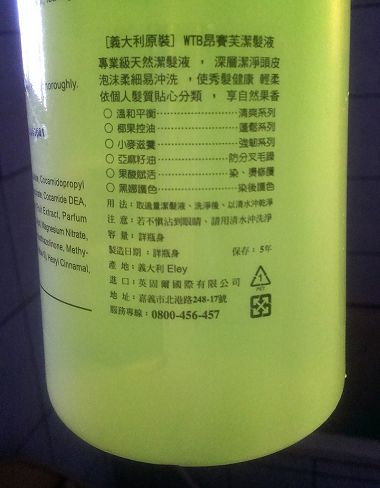 [義大利原裝] WTB昂賽芙潔髮液
專業級天然潔髮液 ，深層潔淨頭皮
泡沫柔細易沖洗 ，使秀髮健康 輕柔
依個人髮質貼心分類 ，享自然果香
○溫和平衡⋯⋯⋯⋯⋯⋯清爽系列
○椰果控油⋯⋯⋯⋯⋯⋯蓬鬆系列
○小麥滋養⋯⋯⋯⋯⋯⋯強韌系列
○亞麻籽油⋯⋯⋯⋯⋯⋯防分叉毛躁
○果酸賦活⋯⋯⋯⋯⋯⋯染、燙修護
○黑娜護色⋯⋯⋯⋯⋯⋯染後護色
用 法：取適量潔髮液、洗淨後、以清水沖乾淨
注 意：若不慎沾到眼睛、請用清水沖洗淨
容 量：詳瓶身
製造日期：詳瓶身 保存：5年
產 地：義大利 Eley
進 口：英固爾國際有限公司
地 址：嘉義市北港路248-17號
服務專線：0800-456-457
1
PET
horoughly.
Cocamidopropyl
Cocamide DEA,
Fruit Extract, Parfum
Magnesium Nitrate,
thiazolinone, Methy-
Hexyl Cinnamal,